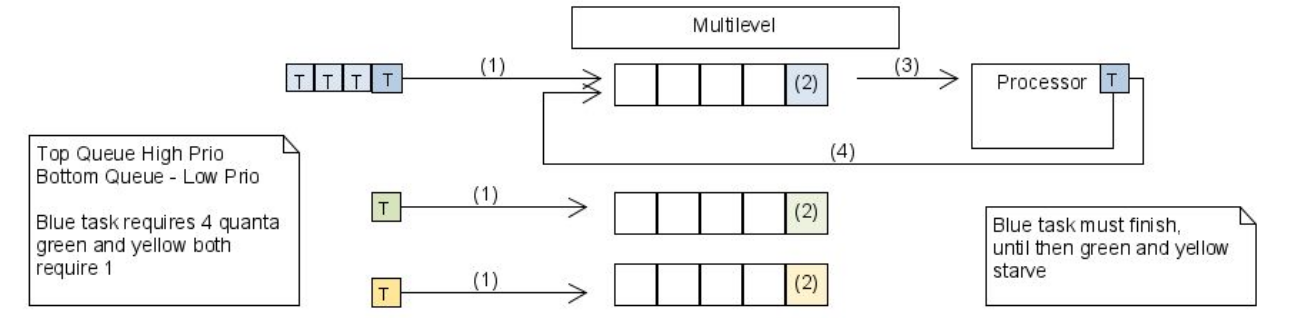 Multilevel
T T T T
(1)
(2)
(3)
Processor
T
(4)
Top Queue High Prio
Bottom Queue - Low Prio
Blue task requires 4 quanta
green and yellow both
require 1
T
(1)
(2)
Blue task must finish,
until then green and yellow
starve
T
(1)
(2)